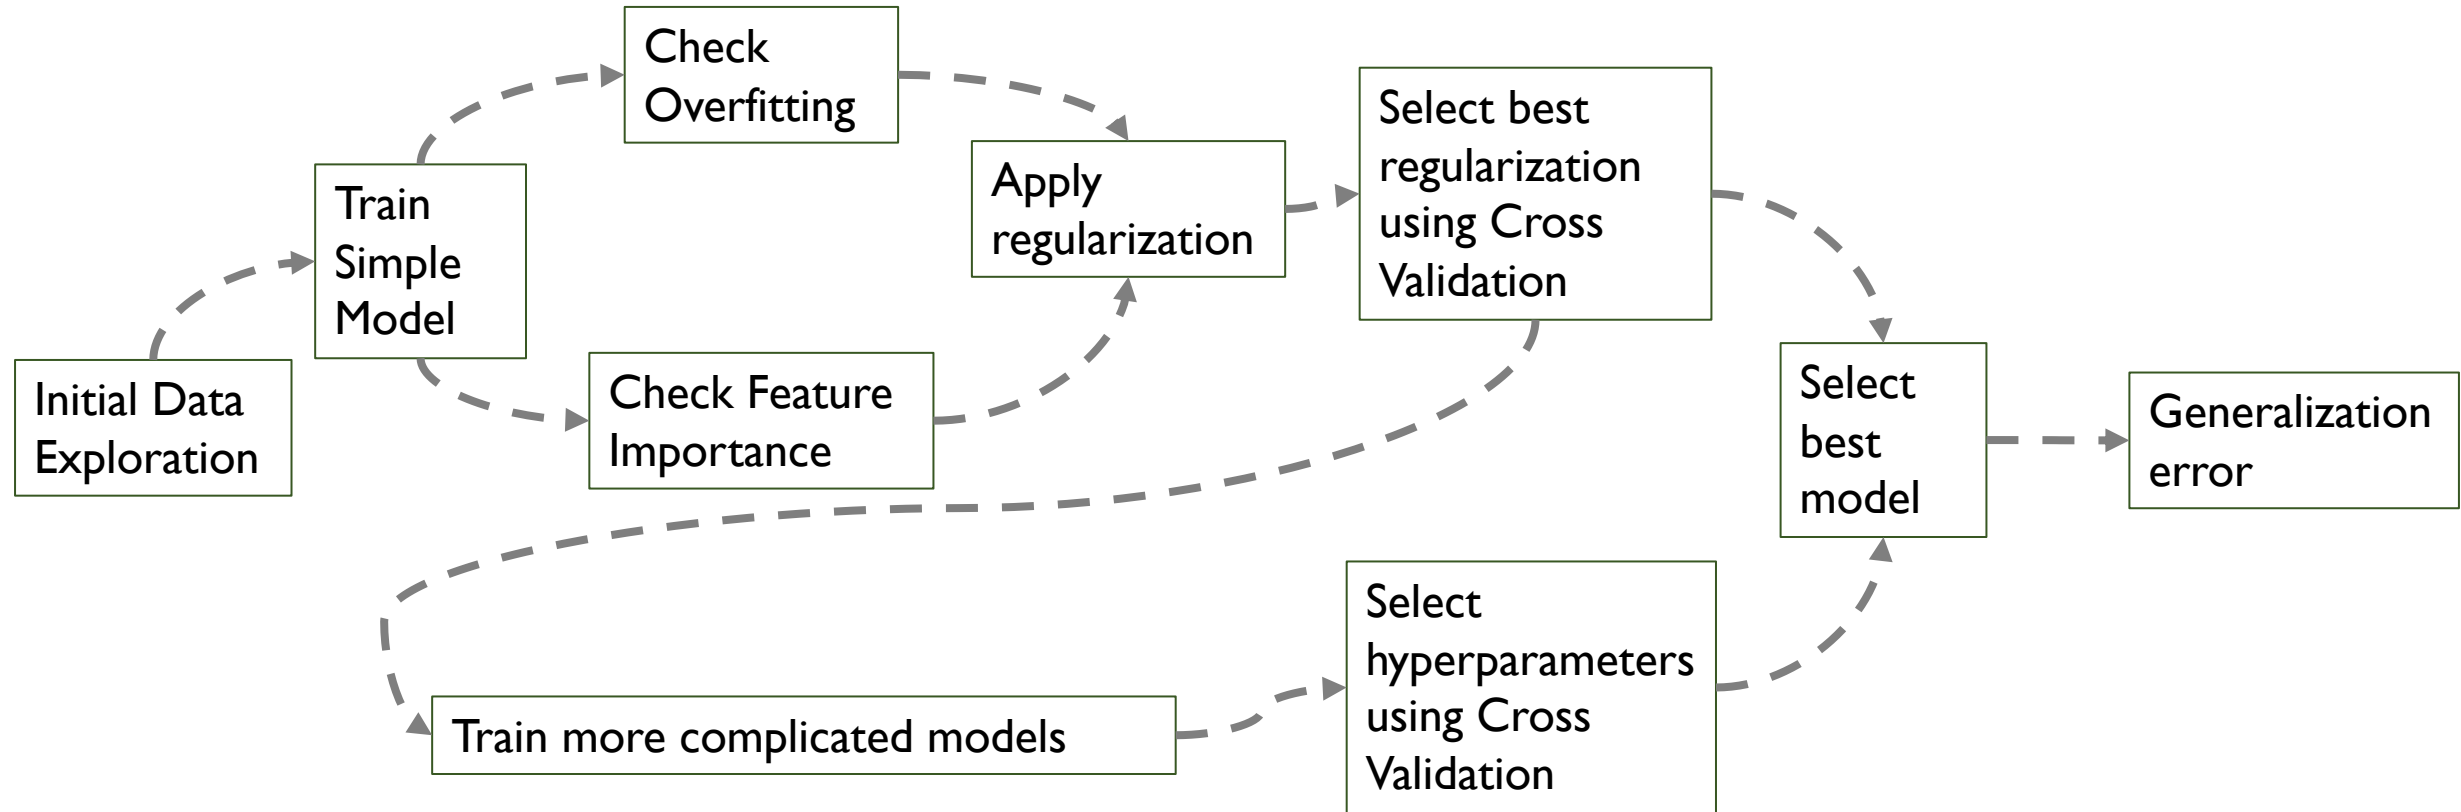 Initial Data
Exploration
Train
Simple
Model
Check
Overfitting
Check Feature
Importance
Apply
regularization
Select best
regularization
using Cross
Validation
Train more complicated models
Select
hyperparameters
using Cross
Validation
Select
best
model
Generalization
error